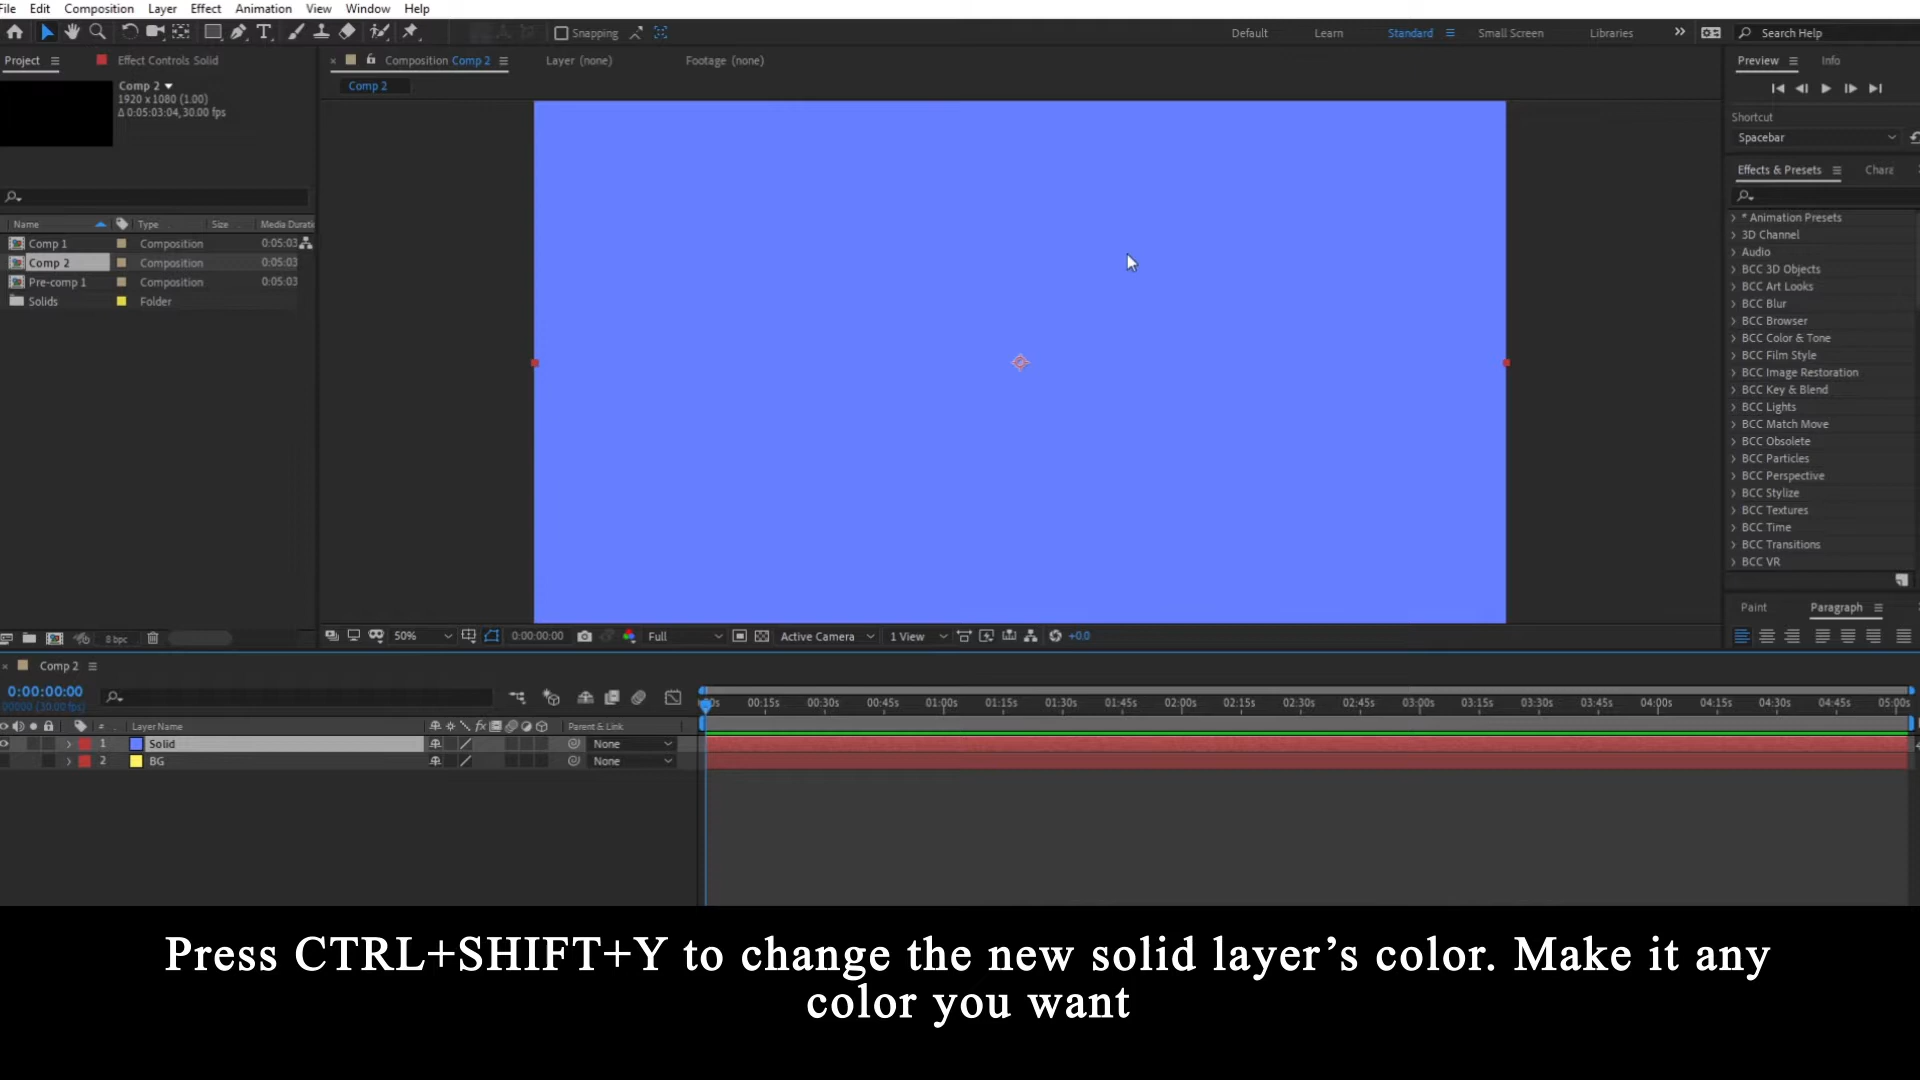 File Edit Composition Layer Effect Animation View Window Help
Snapping Default Learn Standard Small Screen Libraries Search Help
Project Effect Controls Solid
Comp 2
1920 x 1080 (1.00)
Δ 0:05:03:04, 30.00 fps
Name Type Size Media Durati
Comp 1 Composition 0:05:03
Comp 2 Composition 0:05:03
Pre-comp 1 Composition 0:05:03
Solids Folder
8 bpc
Composition Comp 2 Layer (none) Footage (none)
Comp 2
50% 0:00:00:00 Full Active Camera 1 View +0.0
Preview Info
Shortcut
Spacebar
Effects & Presets Chara
* Animation Presets
3D Channel
Audio
BCC 3D Objects
BCC Art Looks
BCC Blur
BCC Browser
BCC Color & Tone
BCC Film Style
BCC Image Restoration
BCC Key & Blend
BCC Lights
BCC Match Move
BCC Obsolete
BCC Particles
BCC Perspective
BCC Stylize
BCC Textures
BCC Time
BCC Transitions
BCC VR
Paint Paragraph
Comp 2
0:00:00:00
00000 (30.00 fps)
00:15s 00:30s 00:45s 01:00s 01:15s 01:30s 01:45s 02:00s 02:15s 02:30s 02:45s 03:00s 03:15s 03:30s 03:45s 04:00s 04:15s 04:30s 04:45s 05:00s
# Layer Name fx Parent & Link
1 Solid None
2 BG None
Press CTRL+SHIFT+Y to change the new solid layer’s color. Make it any
color you want